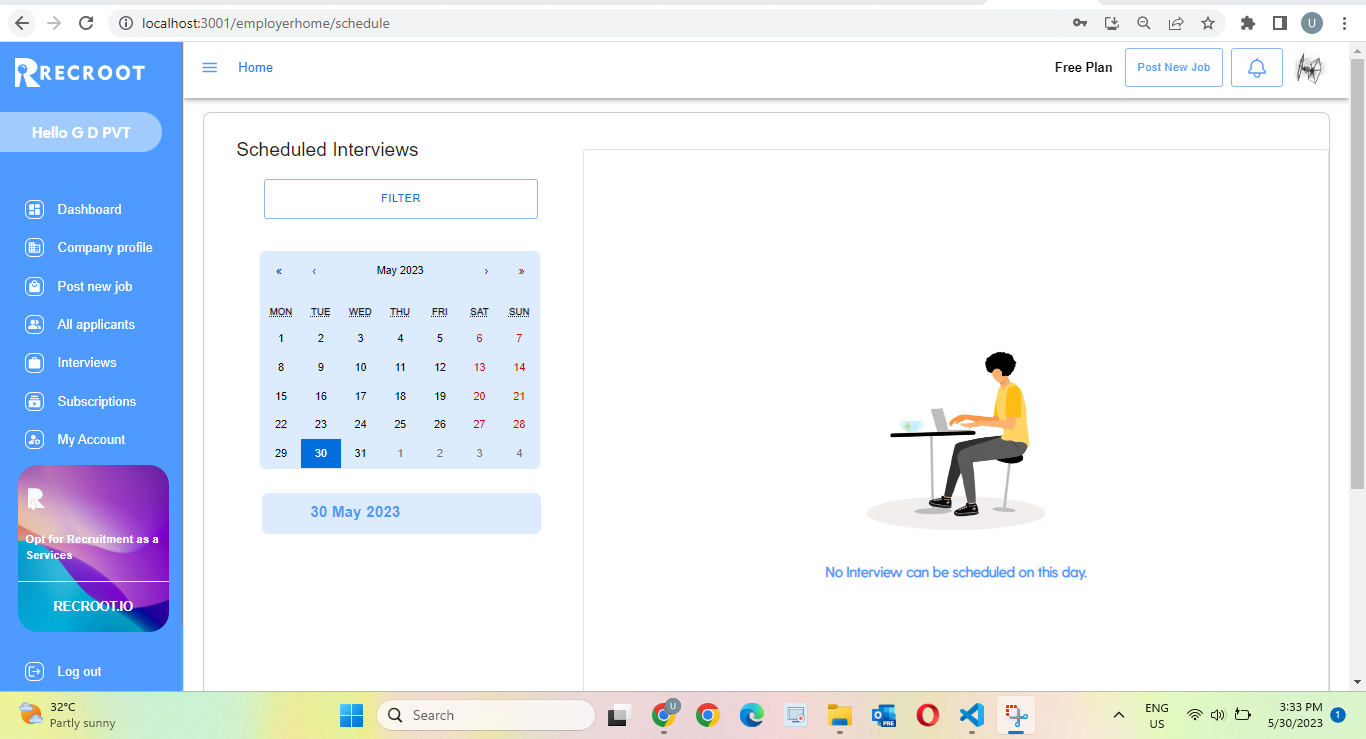 localhost:3001/employerhome/schedule
U
RECROOT
Home
Free Plan
Post New Job
Hello G D PVT
Dashboard
Company profile
Post new job
All applicants
Interviews
Subscriptions
My Account
R
Opt for Recruitment as a
Services
RECROOT.IO
Log out
Scheduled Interviews
FILTER
« ‹ May 2023 › »
MON TUE WED THU FRI SAT SUN
1 2 3 4 5 6 7
8 9 10 11 12 13 14
15 16 17 18 19 20 21
22 23 24 25 26 27 28
29 30 31 1 2 3 4
30 May 2023
No Interview can be scheduled on this day.
32°C
Partly sunny
Search
U
PRE
ENG
US
3:33 PM
5/30/2023
1